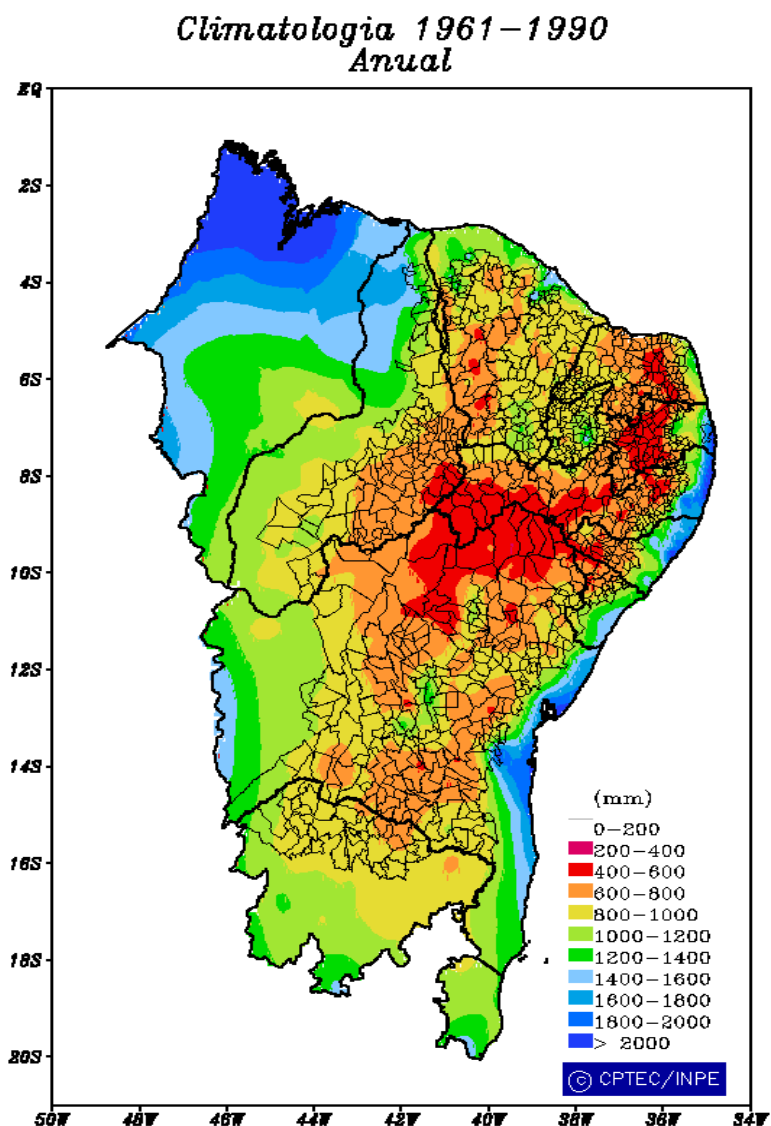 Climatologia 1961-1990
Anual
EQ
2S
4S
6S
8S
10S
12S
14S
16S
18S
20S
50W 48W 46W 44W 42W 40W 38W 36W 34W
(mm)
0-200
200-400
400-600
600-800
800-1000
1000-1200
1200-1400
1400-1600
1600-1800
1800-2000
> 2000
© CPTEC/INPE